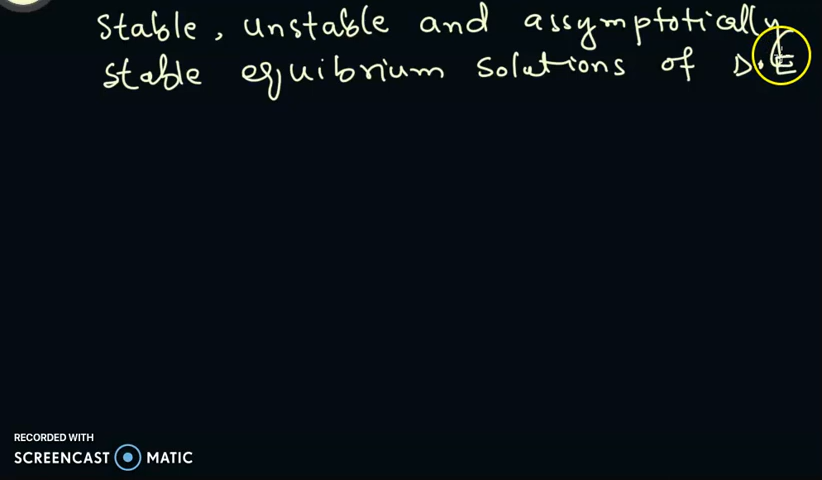 Stable, unstable and assymptotically
stable equibrium solutions of D.E
RECORDED WITH
SCREENCAST MATIC